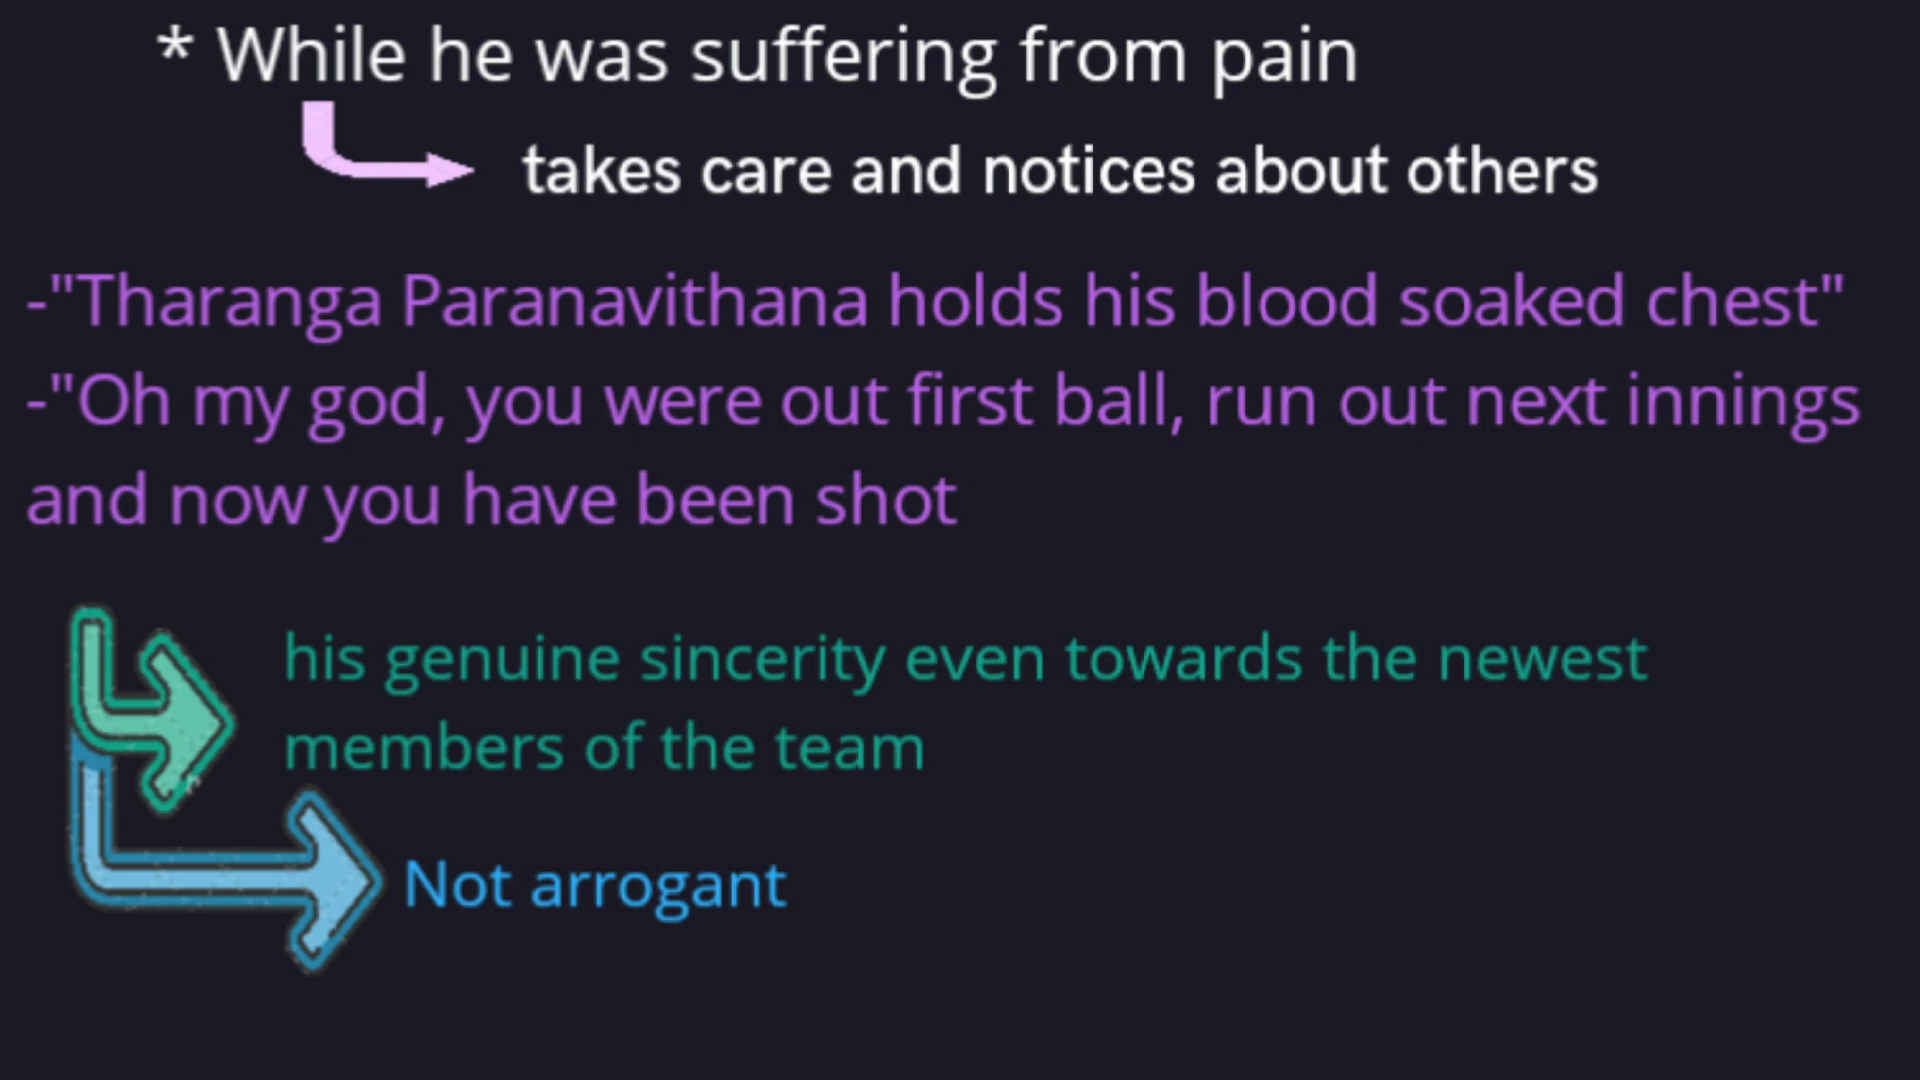 * While he was suffering from pain
takes care and notices about others
-"Tharanga Paranavithana holds his blood soaked chest"
-"Oh my god, you were out first ball, run out next innings
and now you have been shot
his genuine sincerity even towards the newest
members of the team
Not arrogant